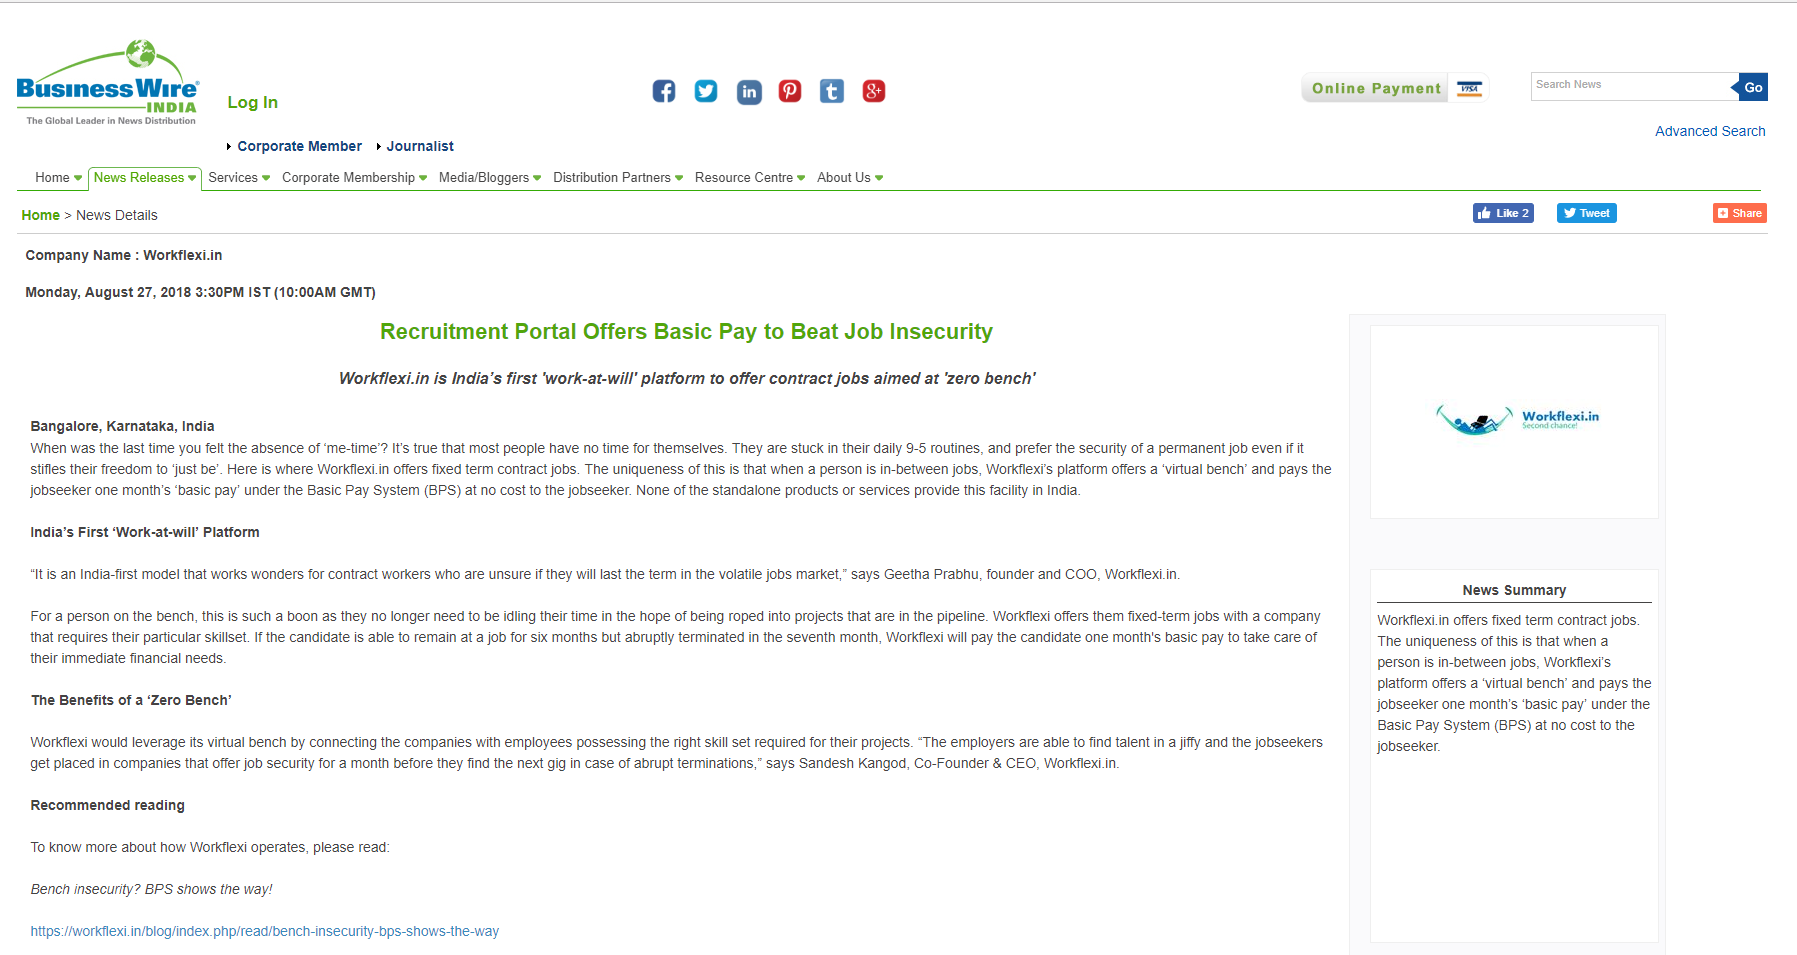 BUSINESS WIRE®
INDIA
The Global Leader in News Distribution
Log In
Corporate Member Journalist
Online Payment VISA
Search News Go
Advanced Search
Home News Releases Services Corporate Membership Media/Bloggers Distribution Partners Resource Centre About Us
Home > News Details
Like 2 Tweet Share
Company Name : Workflexi.in
Monday, August 27, 2018 3:30PM IST (10:00AM GMT)
Recruitment Portal Offers Basic Pay to Beat Job Insecurity
Workflexi.in is India’s first 'work-at-will' platform to offer contract jobs aimed at 'zero bench'
Bangalore, Karnataka, India
When was the last time you felt the absence of ‘me-time’? It’s true that most people have no time for themselves. They are stuck in their daily 9-5 routines, and prefer the security of a permanent job even if it
stifles their freedom to ‘just be’. Here is where Workflexi.in offers fixed term contract jobs. The uniqueness of this is that when a person is in-between jobs, Workflexi’s platform offers a ‘virtual bench’ and pays the
jobseeker one month’s ‘basic pay’ under the Basic Pay System (BPS) at no cost to the jobseeker. None of the standalone products or services provide this facility in India.
India’s First ‘Work-at-will’ Platform
“It is an India-first model that works wonders for contract workers who are unsure if they will last the term in the volatile jobs market,” says Geetha Prabhu, founder and COO, Workflexi.in.
For a person on the bench, this is such a boon as they no longer need to be idling their time in the hope of being roped into projects that are in the pipeline. Workflexi offers them fixed-term jobs with a company
that requires their particular skillset. If the candidate is able to remain at a job for six months but abruptly terminated in the seventh month, Workflexi will pay the candidate one month's basic pay to take care of
their immediate financial needs.
The Benefits of a ‘Zero Bench’
Workflexi would leverage its virtual bench by connecting the companies with employees possessing the right skill set required for their projects. “The employers are able to find talent in a jiffy and the jobseekers
get placed in companies that offer job security for a month before they find the next gig in case of abrupt terminations,” says Sandesh Kangod, Co-Founder & CEO, Workflexi.in.
Recommended reading
To know more about how Workflexi operates, please read:
Bench insecurity? BPS shows the way!
https://workflexi.in/blog/index.php/read/bench-insecurity-bps-shows-the-way
Workflexi.in
Second chance!
News Summary
Workflexi.in offers fixed term contract jobs.
The uniqueness of this is that when a
person is in-between jobs, Workflexi’s
platform offers a ‘virtual bench’ and pays the
jobseeker one month’s ‘basic pay’ under the
Basic Pay System (BPS) at no cost to the
jobseeker.